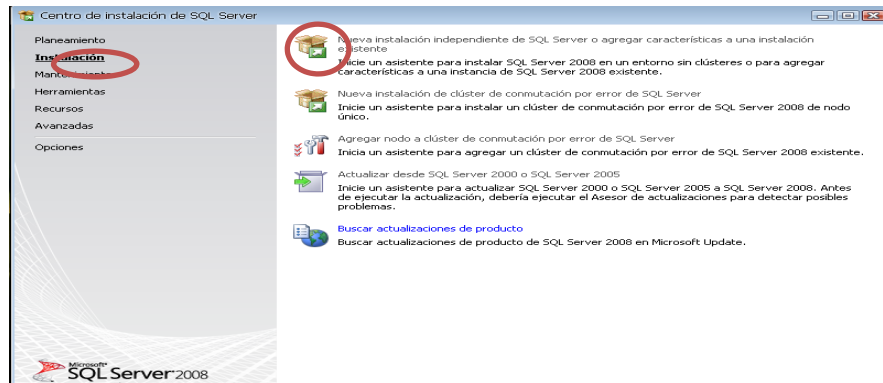 Centro de instalación de SQL Server
Planeamiento
Instalación
Mantenimiento
Herramientas
Recursos
Avanzadas
Opciones
Nueva instalación independiente de SQL Server o agregar características a una instalación
existente
Inicie un asistente para instalar SQL Server 2008 en un entorno sin clústeres o para agregar
características a una instancia de SQL Server 2008 existente.
Nueva instalación de clúster de conmutación por error de SQL Server
Inicie un asistente para instalar un clúster de conmutación por error de SQL Server 2008 de nodo
único.
Agregar nodo a clúster de conmutación por error de SQL Server
Inicia un asistente para agregar un clúster de conmutación por error de SQL Server 2008 existente.
Actualizar desde SQL Server 2000 o SQL Server 2005
Inicie un asistente para actualizar SQL Server 2000 o SQL Server 2005 a SQL Server 2008. Antes
de ejecutar la actualización, debería ejecutar el Asesor de actualizaciones para detectar posibles
problemas.
Buscar actualizaciones de producto
Buscar actualizaciones de producto de SQL Server 2008 en Microsoft Update.
Microsoft
SQL Server 2008